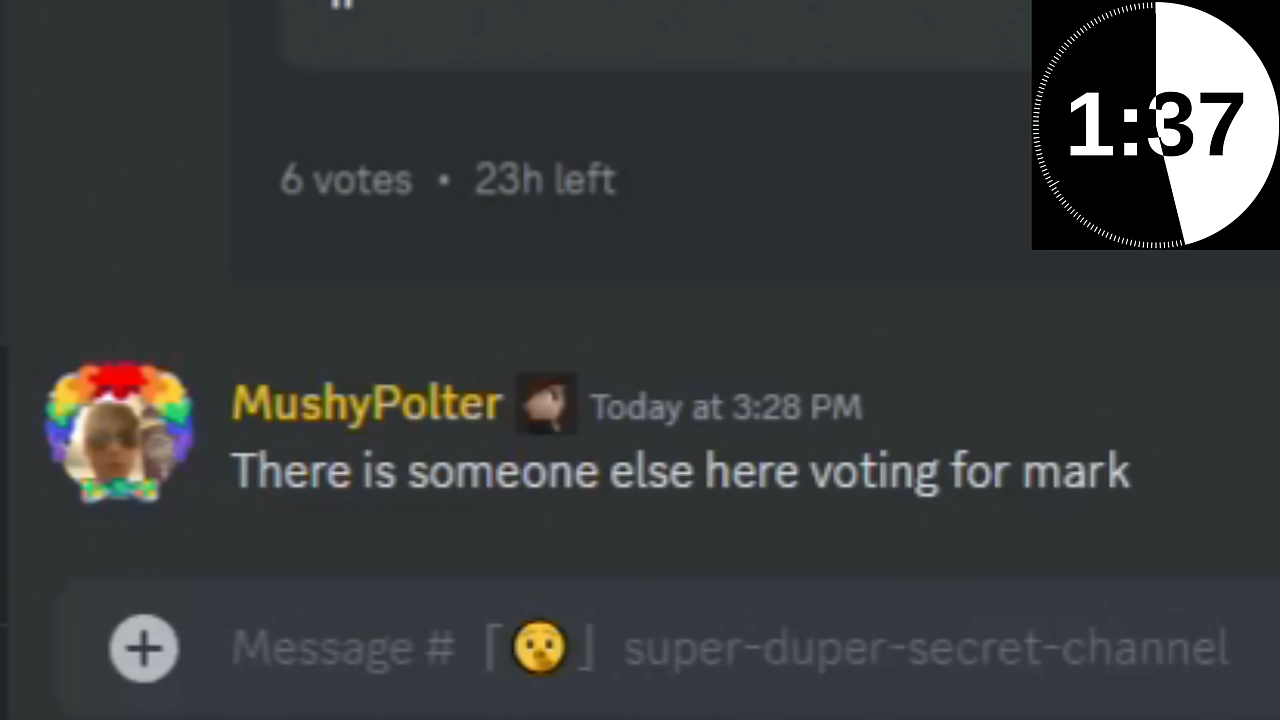 1:37
6 votes • 23h left
MushyPolter Today at 3:28 PM
There is someone else here voting for mark
Message # ｢🫢｣ super-duper-secret-channel